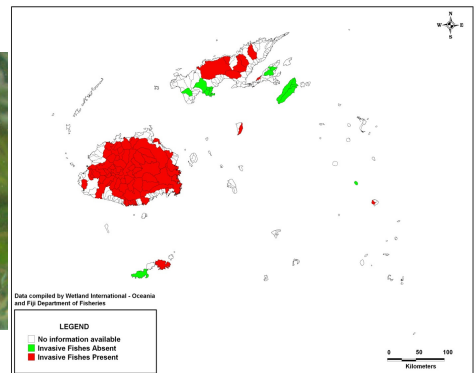 N
W E
S
Data compiled by Wetland International - Oceania
and Fiji Department of Fisheries
LEGEND
No information available
Invasive Fishes Absent
Invasive Fishes Present
0 50 100
Kilometers